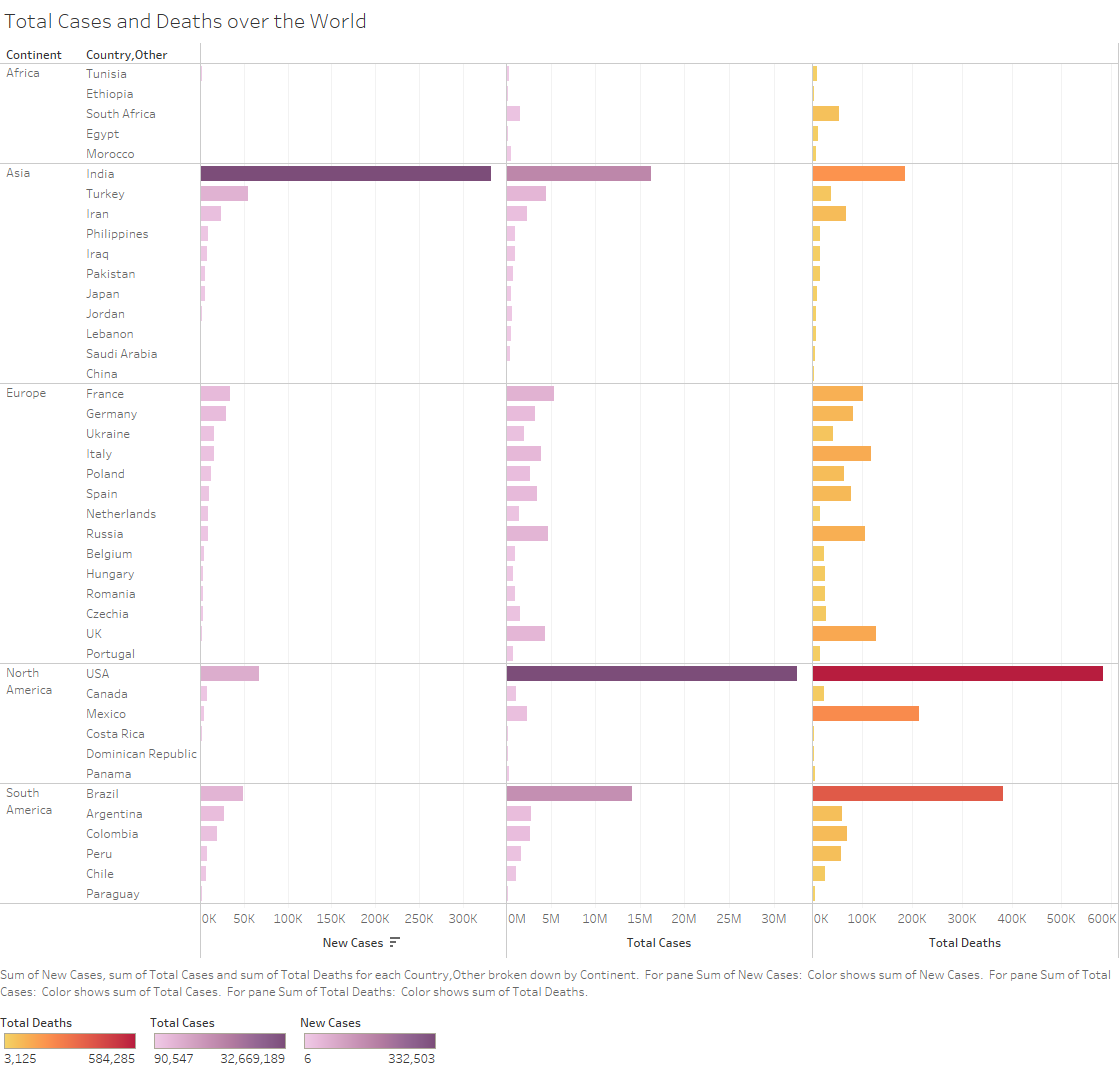 Total Cases and Deaths over the World
Continent Country,Other
Africa Tunisia
Ethiopia
South Africa
Egypt
Morocco
Asia India
Turkey
Iran
Philippines
Iraq
Pakistan
Japan
Jordan
Lebanon
Saudi Arabia
China
Europe France
Germany
Ukraine
Italy
Poland
Spain
Netherlands
Russia
Belgium
Hungary
Romania
Czechia
UK
Portugal
North USA
America Canada
Mexico
Costa Rica
Dominican Republic
Panama
South Brazil
America Argentina
Colombia
Peru
Chile
Paraguay
0K 50K 100K 150K 200K 250K 300K 0M 5M 10M 15M 20M 25M 30M 0K 100K 200K 300K 400K 500K 600K
New Cases Total Cases Total Deaths
Sum of New Cases, sum of Total Cases and sum of Total Deaths for each Country,Other broken down by Continent. For pane Sum of New Cases: Color shows sum of New Cases. For pane Sum of Total
Cases: Color shows sum of Total Cases. For pane Sum of Total Deaths: Color shows sum of Total Deaths.
Total Deaths Total Cases New Cases
3,125 584,285 90,547 32,669,189 6 332,503